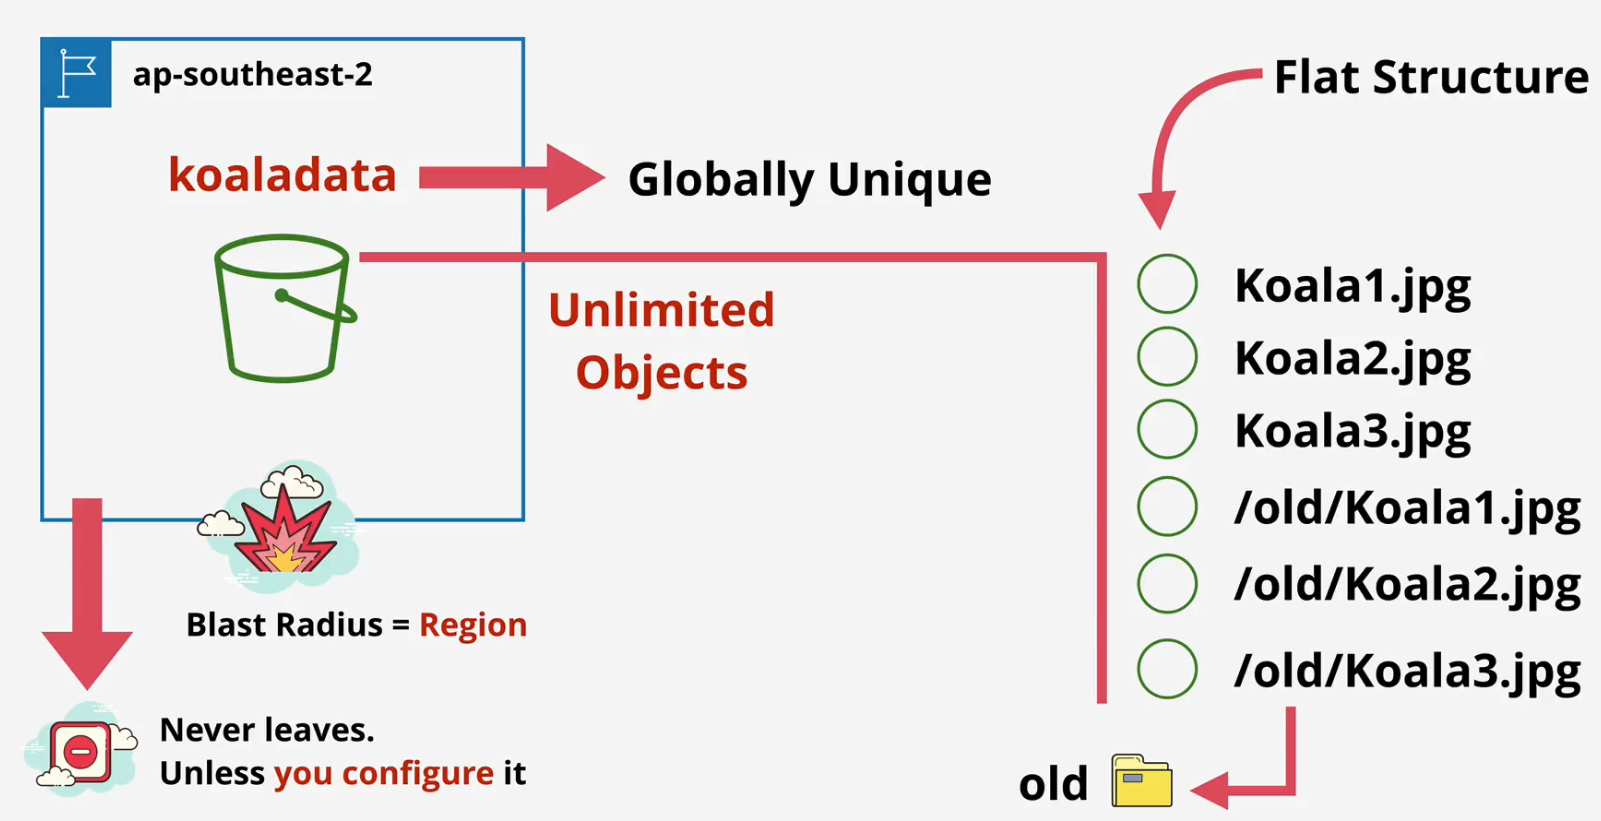 ap-southeast-2
koaladata
Globally Unique
Unlimited
Objects
Blast Radius = Region
Never leaves.
Unless you configure it
Flat Structure
Koala1.jpg
Koala2.jpg
Koala3.jpg
/old/Koala1.jpg
/old/Koala2.jpg
/old/Koala3.jpg
old